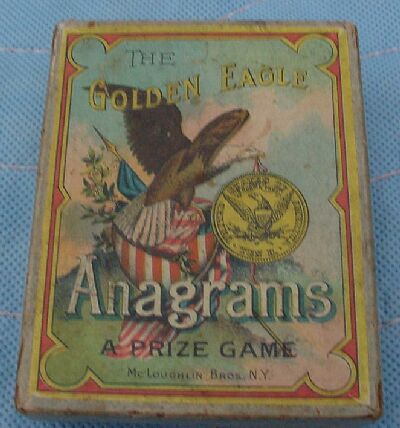 THE
GOLDEN EAGLE
Anagrams
A PRIZE GAME
MCLOUGHLIN BROS. N.Y.